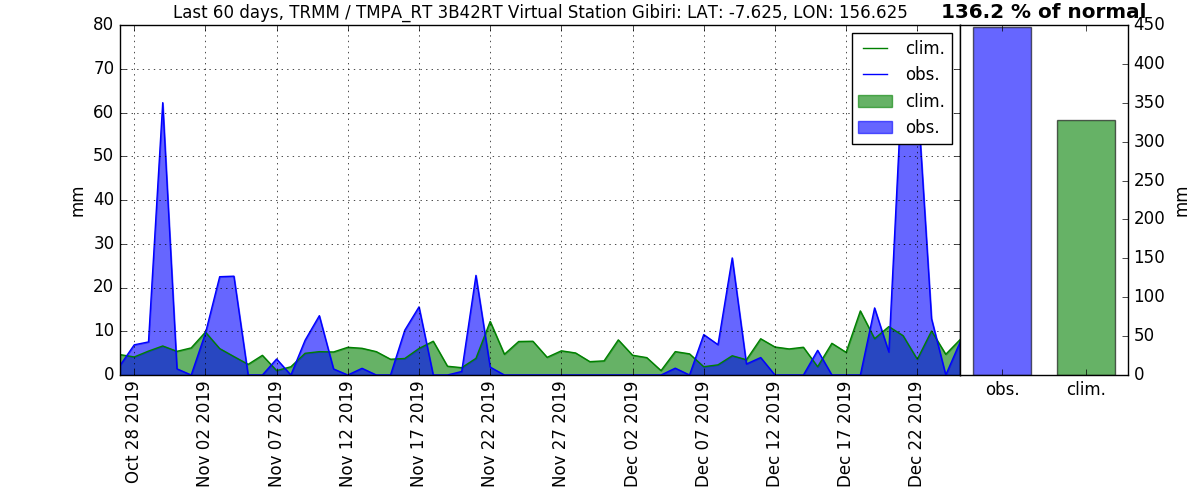 Last 60 days, TRMM / TMPA_RT 3B42RT Virtual Station Gibiri: LAT: -7.625, LON: 156.625
136.2 % of normal
80
70
60
50
40
30
20
10
0
mm
clim.
obs.
clim.
obs.
450
400
350
300
250
200
150
100
50
0
mm
obs.
clim.
Oct 28 2019
Nov 02 2019
Nov 07 2019
Nov 12 2019
Nov 17 2019
Nov 22 2019
Nov 27 2019
Dec 02 2019
Dec 07 2019
Dec 12 2019
Dec 17 2019
Dec 22 2019